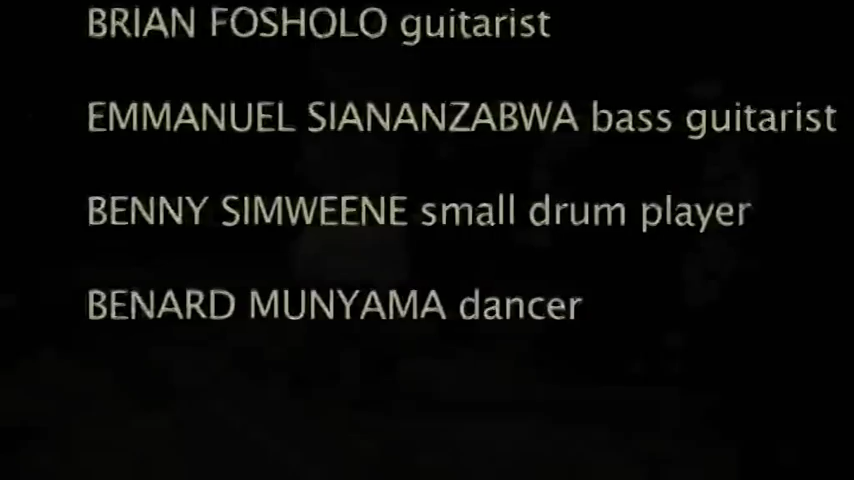 BRIAN FOSHOLO guitarist
EMMANUEL SIANANZABWA bass guitarist
BENNY SIMWEENE small drum player
BENARD MUNYAMA dancer